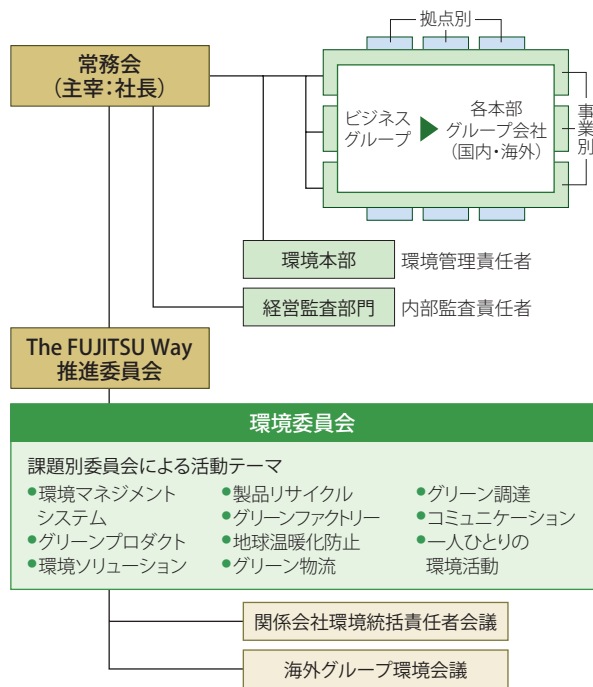 拠点別
常務会
（主宰：社長）
ビジネス
グループ
各本部
グループ会社
（国内・海外）
事業別
環境本部
環境管理責任者
経営監査部門
内部監査責任者
The FUJITSU Way
推進委員会
環境委員会
課題別委員会による活動テーマ
●環境マネジメント
システム
●グリーンプロダクト
●環境ソリューション
●製品リサイクル
●グリーンファクトリー
●地球温暖化防止
●グリーン物流
●グリーン調達
●コミュニケーション
●一人ひとりの
環境活動
関係会社環境統括責任者会議
海外グループ環境会議